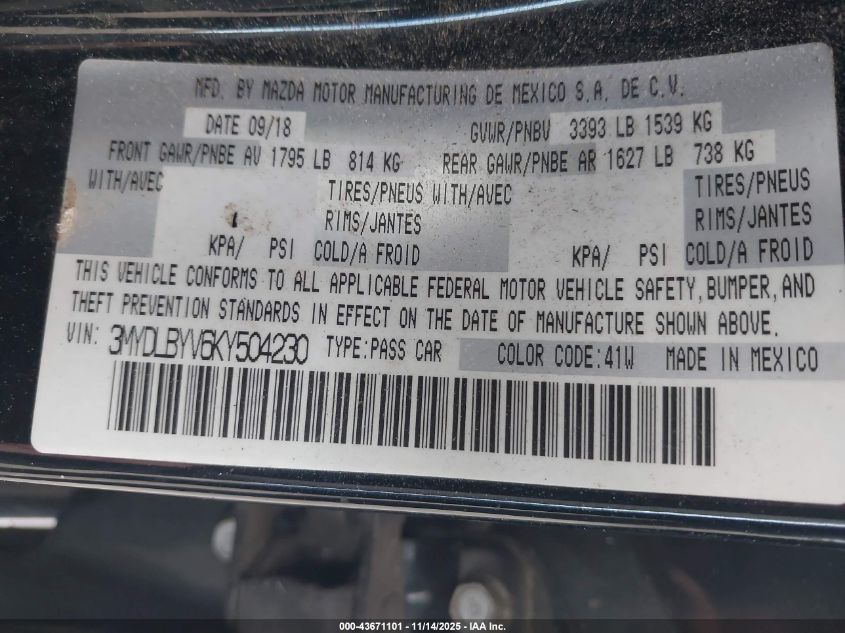 MFD. BY MAZDA MOTOR MANUFACTURING DE MEXICO S.A. DE C.V.
DATE 09/18 GVWR/PNBV 3393 LB 1539 KG
FRONT GAWR/PNBE AV 1795 LB 814 KG REAR GAWR/PNBE AR 1627 LB 738 KG
WITH/AVEC TIRES/PNEUS WITH/AVEC TIRES/PNEUS
RIMS/JANTES RIMS/JANTES
KPA/ PSI COLD/A FROID KPA/ PSI COLD/A FROID
THIS VEHICLE CONFORMS TO ALL APPLICABLE FEDERAL MOTOR VEHICLE SAFETY, BUMPER, AND
THEFT PREVENTION STANDARDS IN EFFECT ON THE DATE OF MANUFACTURE SHOWN ABOVE.
VIN: 3MYDLBYV6KY504230 TYPE:PASS CAR COLOR CODE:41W MADE IN MEXICO
000-43671101 - 11/14/2025 - IAA Inc.